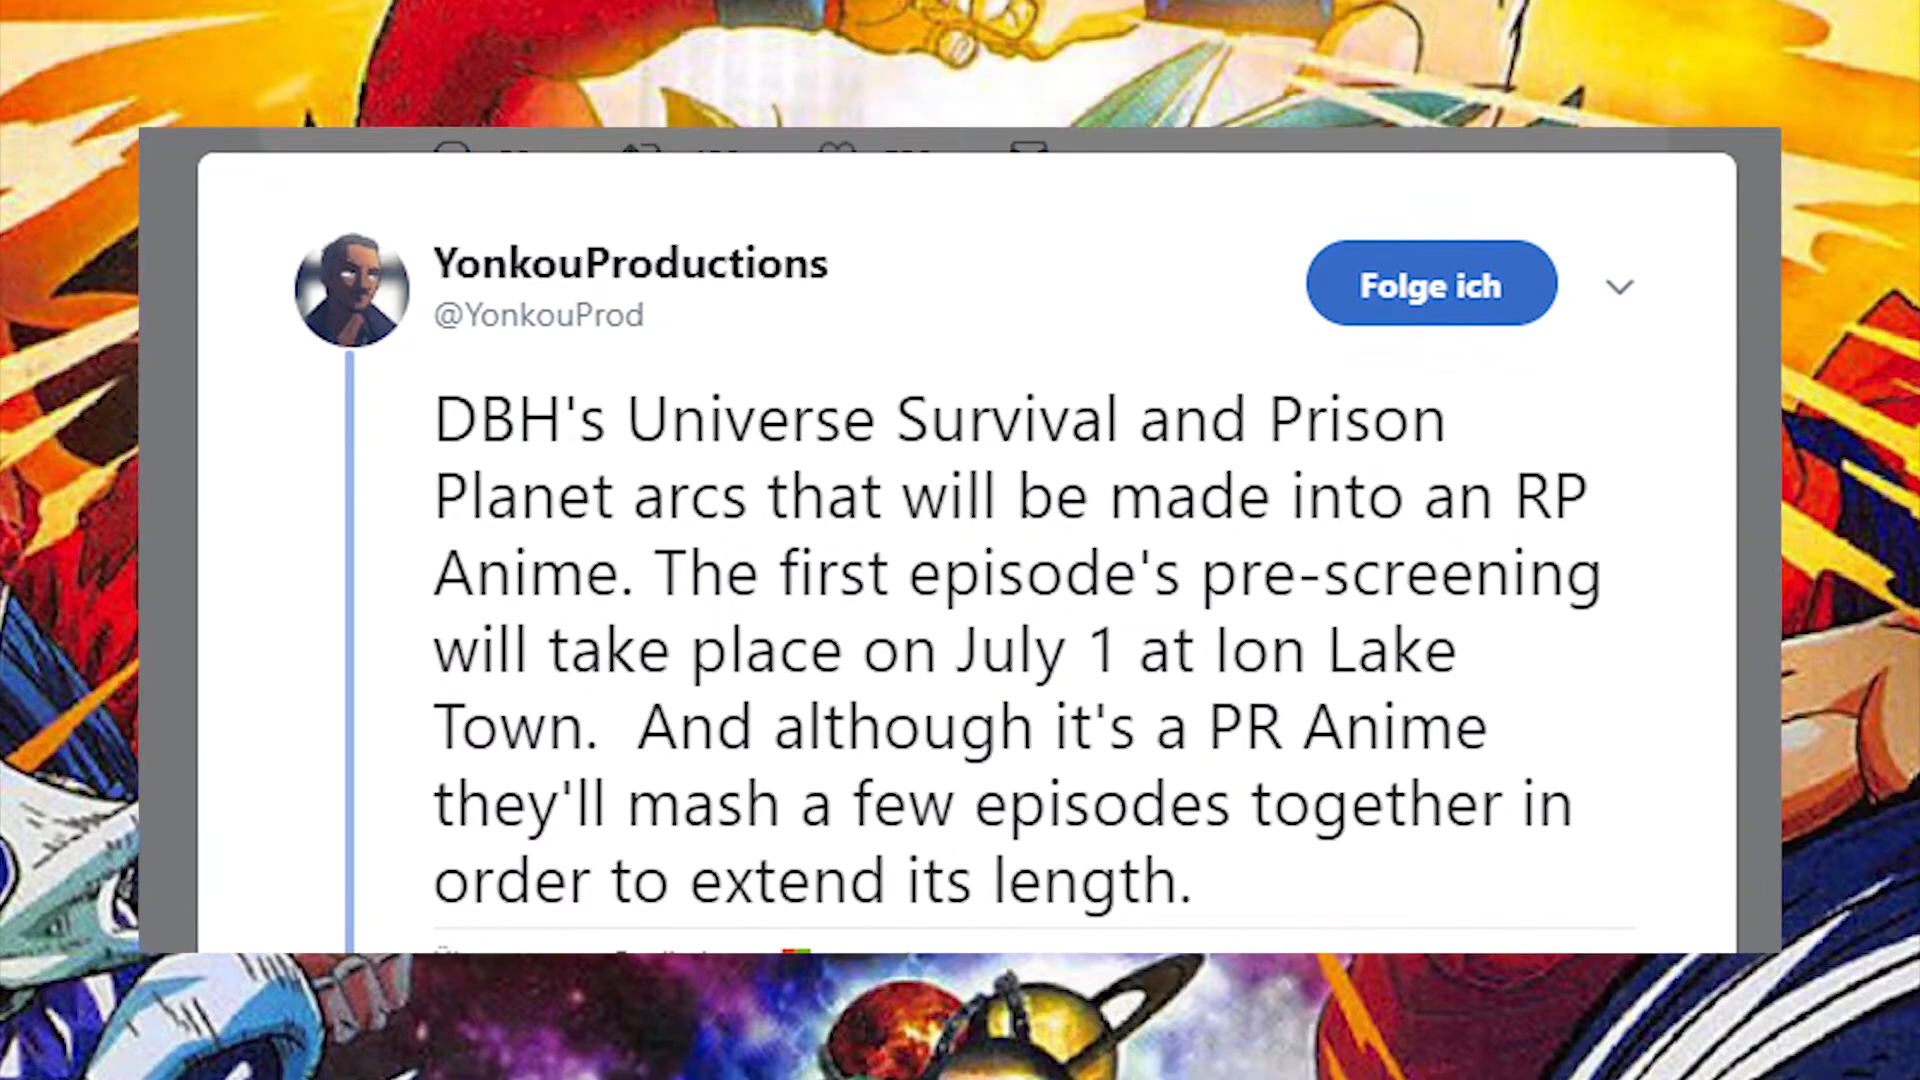 YonkouProductions
@YonkouProd
Folge ich
DBH's Universe Survival and Prison
Planet arcs that will be made into an RP
Anime. The first episode's pre-screening
will take place on July 1 at Ion Lake
Town.  And although it's a PR Anime
they'll mash a few episodes together in
order to extend its length.